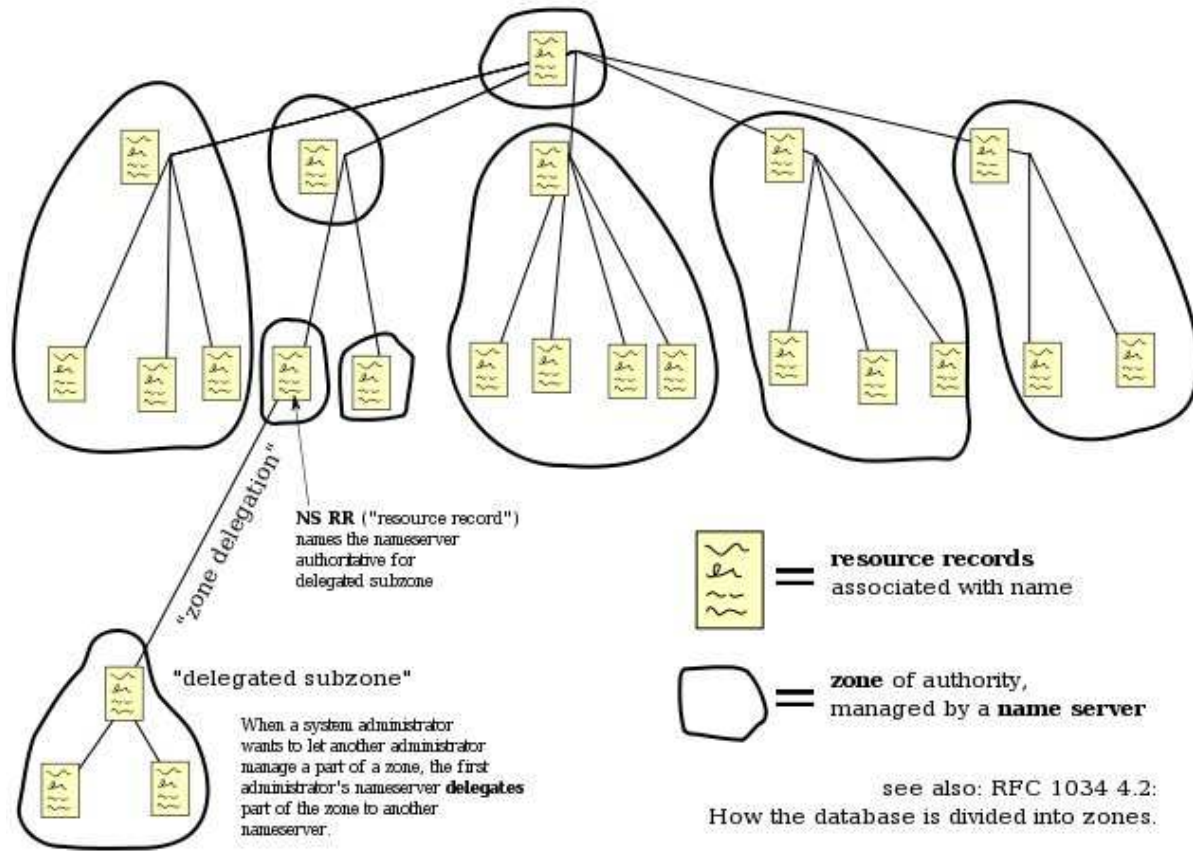 "zone delegation"
NS RR ("resource record")
names the nameserver
authoritative for
delegated subzone
resource records
associated with name
"delegated subzone"
When a system administrator
wants to let another administrator
manage a part of a zone, the first
administrator's nameserver delegates
part of the zone to another
nameserver.
zone of authority,
managed by a name server
see also: RFC 1034 4.2:
How the database is divided into zones.